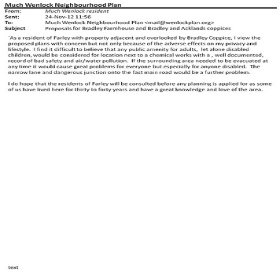 Much Wenlock Neighbourhood Plan
From: Much Wenlock resident
Sent: 24-Nov-12 11:56
To: Much Wenlock Neighbourhood Plan <mail@wenlockplan.org>
Subject Proposals for Bradley Farmhouse and Bradley and Acklands coppices
'As a resident of Farley with property adjacent and overlooked by Bradley Coppice, I view the
proposed plans with concern but not only because of the adverse effects on my privacy and
lifestyle. I find it difficult to believe that any public amenity for adults, let alone disabled
children, would be considered for location next to a chemical works with a , well documented,
record of bad safety and air/water pollution. If the surrounding area needed to be evacuated at
any time it would cause great problems for everyone but especially for anyone disabled. The
narrow lane and dangerous junction onto the fast main road would be a further problem.
I do hope that the residents of Farley will be consulted before any planning is applied for as some
of us have lived here for thirty to forty years and have a great knowledge and love of the area.
text